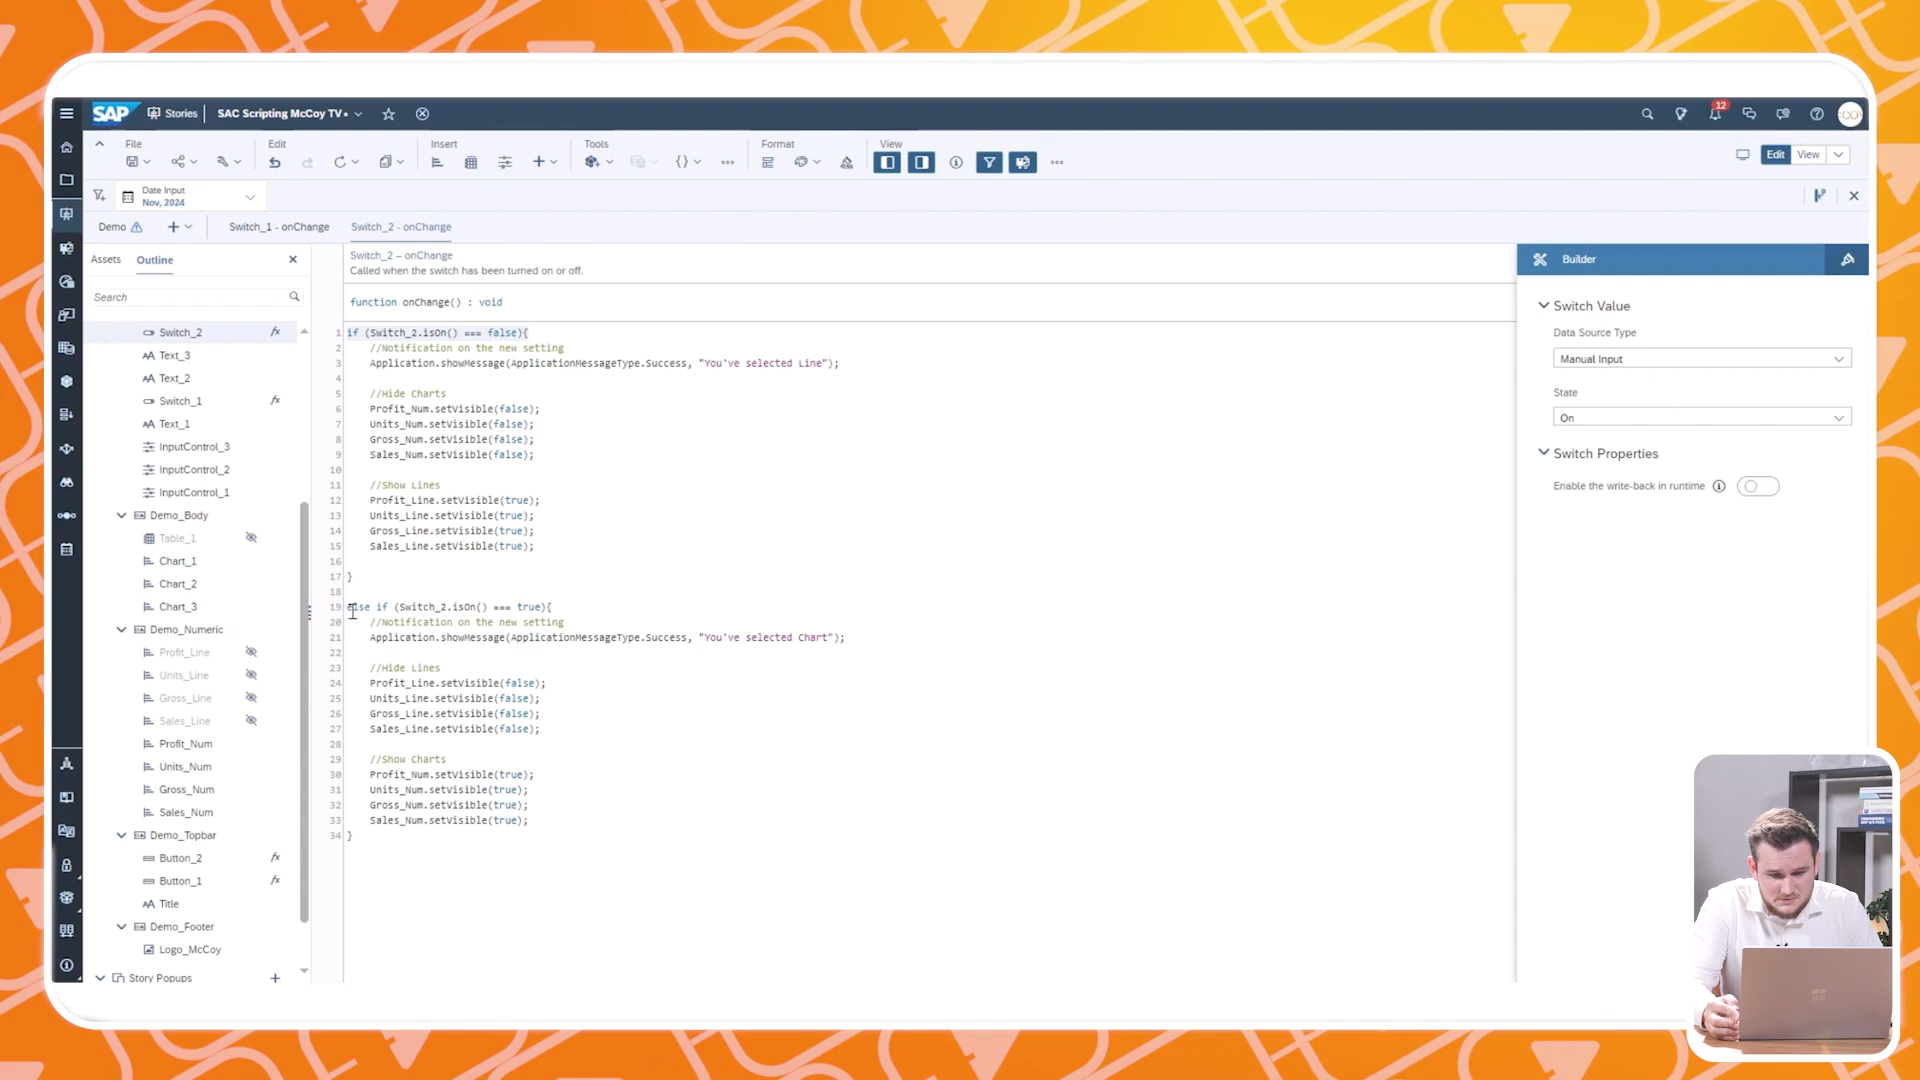 SAP Stories SAC Scripting McCoy TV
12
File Edit Insert Tools Format View
Edit View
Date Input
Nov, 2024
Demo Switch_1 - onChange Switch_2 - onChange
Assets Outline
Search
Switch_2 fx
Text_3
Text_2
Switch_1 fx
Text_1
InputControl_3
InputControl_2
InputControl_1
Demo_Body
Table_1
Chart_1
Chart_2
Chart_3
Demo_Numeric
Profit_Line
Units_Line
Gross_Line
Sales_Line
Profit_Num
Units_Num
Gross_Num
Sales_Num
Demo_Topbar
Button_2 fx
Button_1 fx
Title
Demo_Footer
Logo_McCoy
Story Popups
Switch_2 – onChange
Called when the switch has been turned on or off.
function onChange() : void
1 if (Switch_2.isOn() === false){
2 //Notification on the new setting
3 Application.showMessage(ApplicationMessageType.Success, "You've selected Line");
4
5 //Hide Charts
6 Profit_Num.setVisible(false);
7 Units_Num.setVisible(false);
8 Gross_Num.setVisible(false);
9 Sales_Num.setVisible(false);
10
11 //Show Lines
12 Profit_Line.setVisible(true);
13 Units_Line.setVisible(true);
14 Gross_Line.setVisible(true);
15 Sales_Line.setVisible(true);
16
17 }
18
19 else if (Switch_2.isOn() === true){
20 //Notification on the new setting
21 Application.showMessage(ApplicationMessageType.Success, "You've selected Chart");
22
23 //Hide Lines
24 Profit_Line.setVisible(false);
25 Units_Line.setVisible(false);
26 Gross_Line.setVisible(false);
27 Sales_Line.setVisible(false);
28
29 //Show Charts
30 Profit_Num.setVisible(true);
31 Units_Num.setVisible(true);
32 Gross_Num.setVisible(true);
33 Sales_Num.setVisible(true);
34 }
Builder
Switch Value
Data Source Type
Manual Input
State
On
Switch Properties
Enable the write-back in runtime